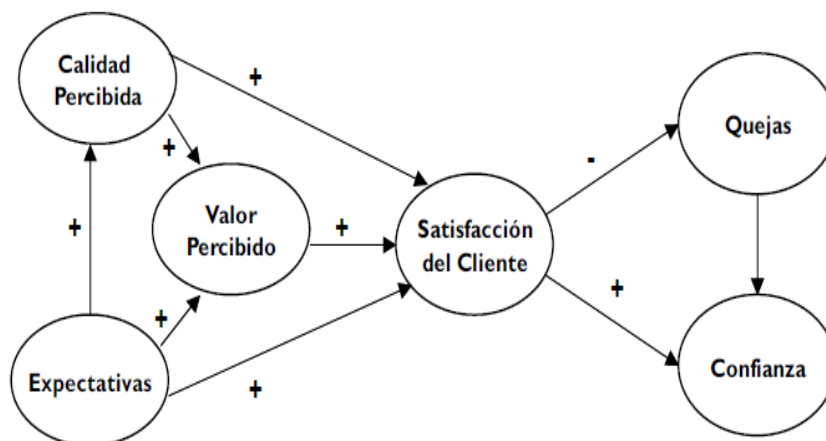 Calidad
Percibida
+
+
+
Valor
Percibido
+
Satisfacción
del Cliente
-
Quejas
+
Expectativas
+
+
Confianza